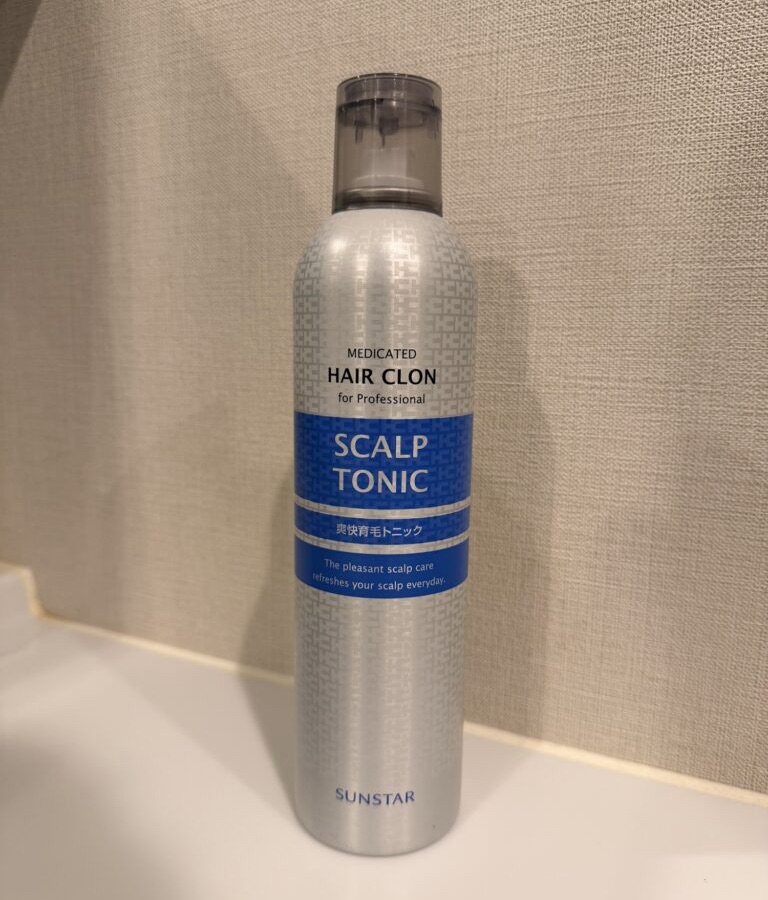 MEDICATED
HAIR CLON
for Professional
SCALP
TONIC
爽快育毛トニック
The pleasant scalp care
refreshes your scalp everyday.
SUNSTAR